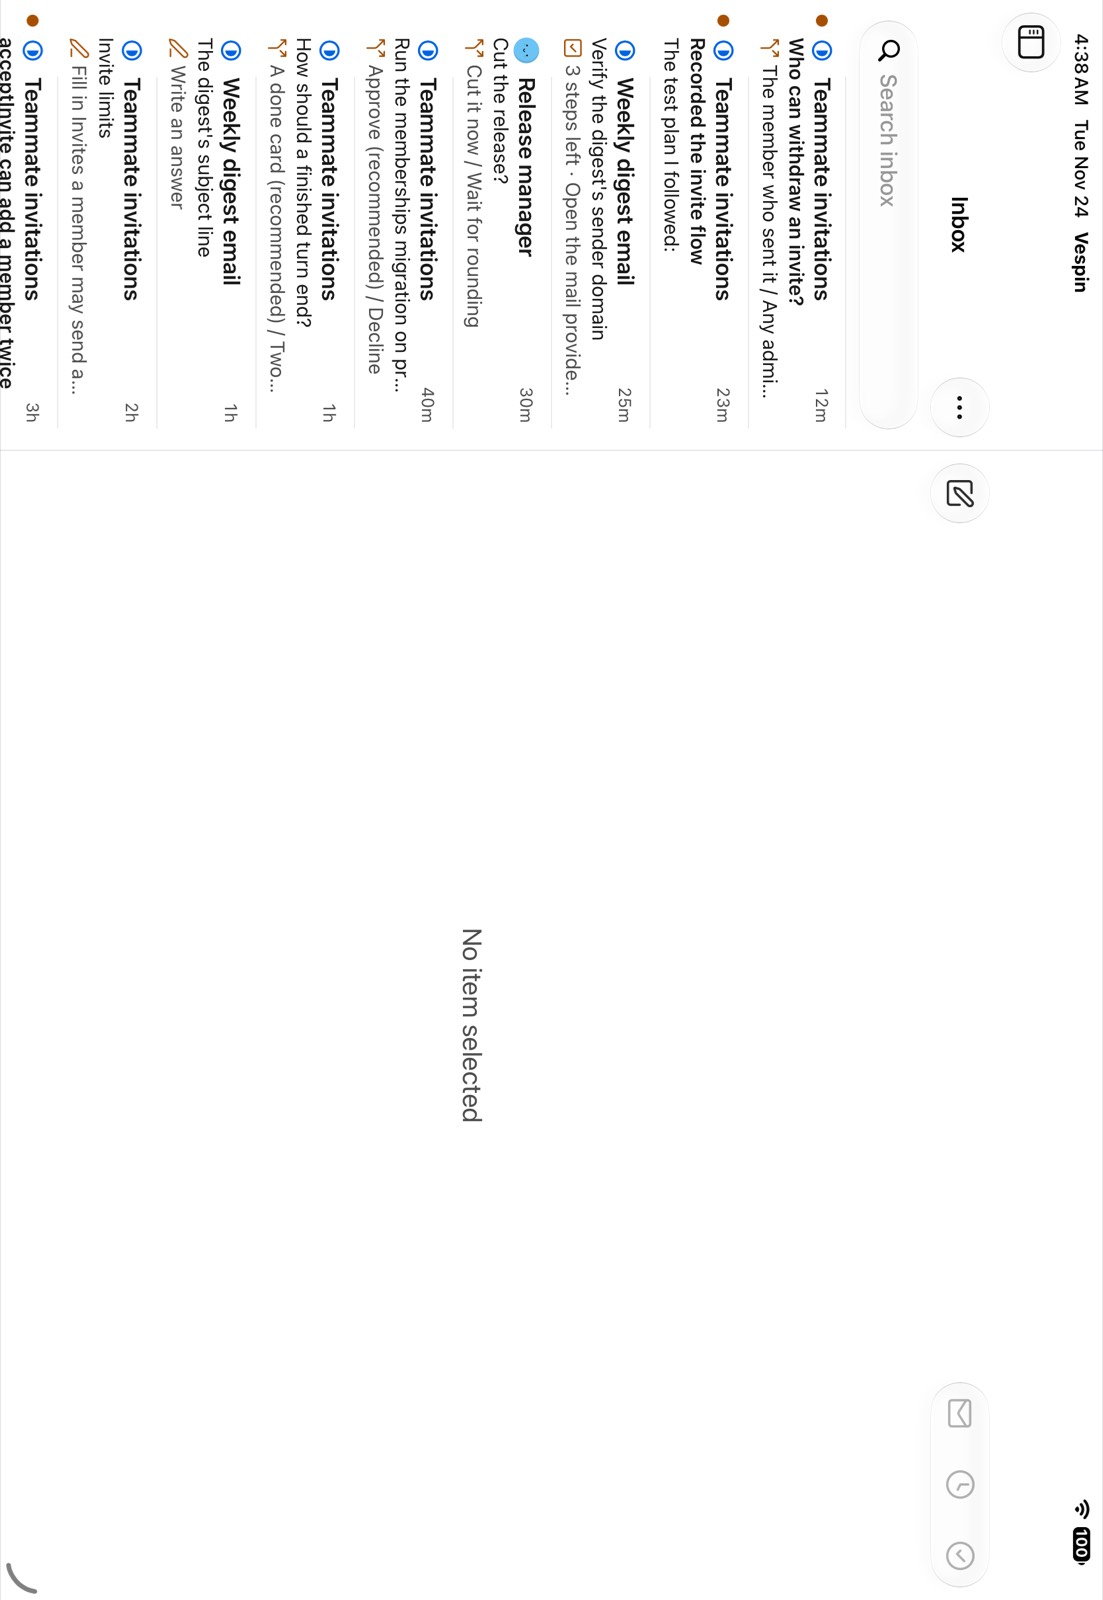 4:38 AM Tue Nov 24 Vespin
100
Inbox
Search inbox
Teammate invitations 12m
Who can withdraw an invite?
The member who sent it / Any admi...
Teammate invitations 23m
Recorded the invite flow
The test plan I followed:
Weekly digest email 25m
Verify the digest's sender domain
3 steps left · Open the mail provide...
Release manager 30m
Cut the release?
Cut it now / Wait for rounding
Teammate invitations 40m
Run the memberships migration on pr...
Approve (recommended) / Decline
Teammate invitations 1h
How should a finished turn end?
A done card (recommended) / Two...
Weekly digest email 1h
The digest's subject line
Write an answer
Teammate invitations 2h
Invite limits
Fill in Invites a member may send a...
Teammate invitations 3h
acceptInvite can add a member twice
No item selected